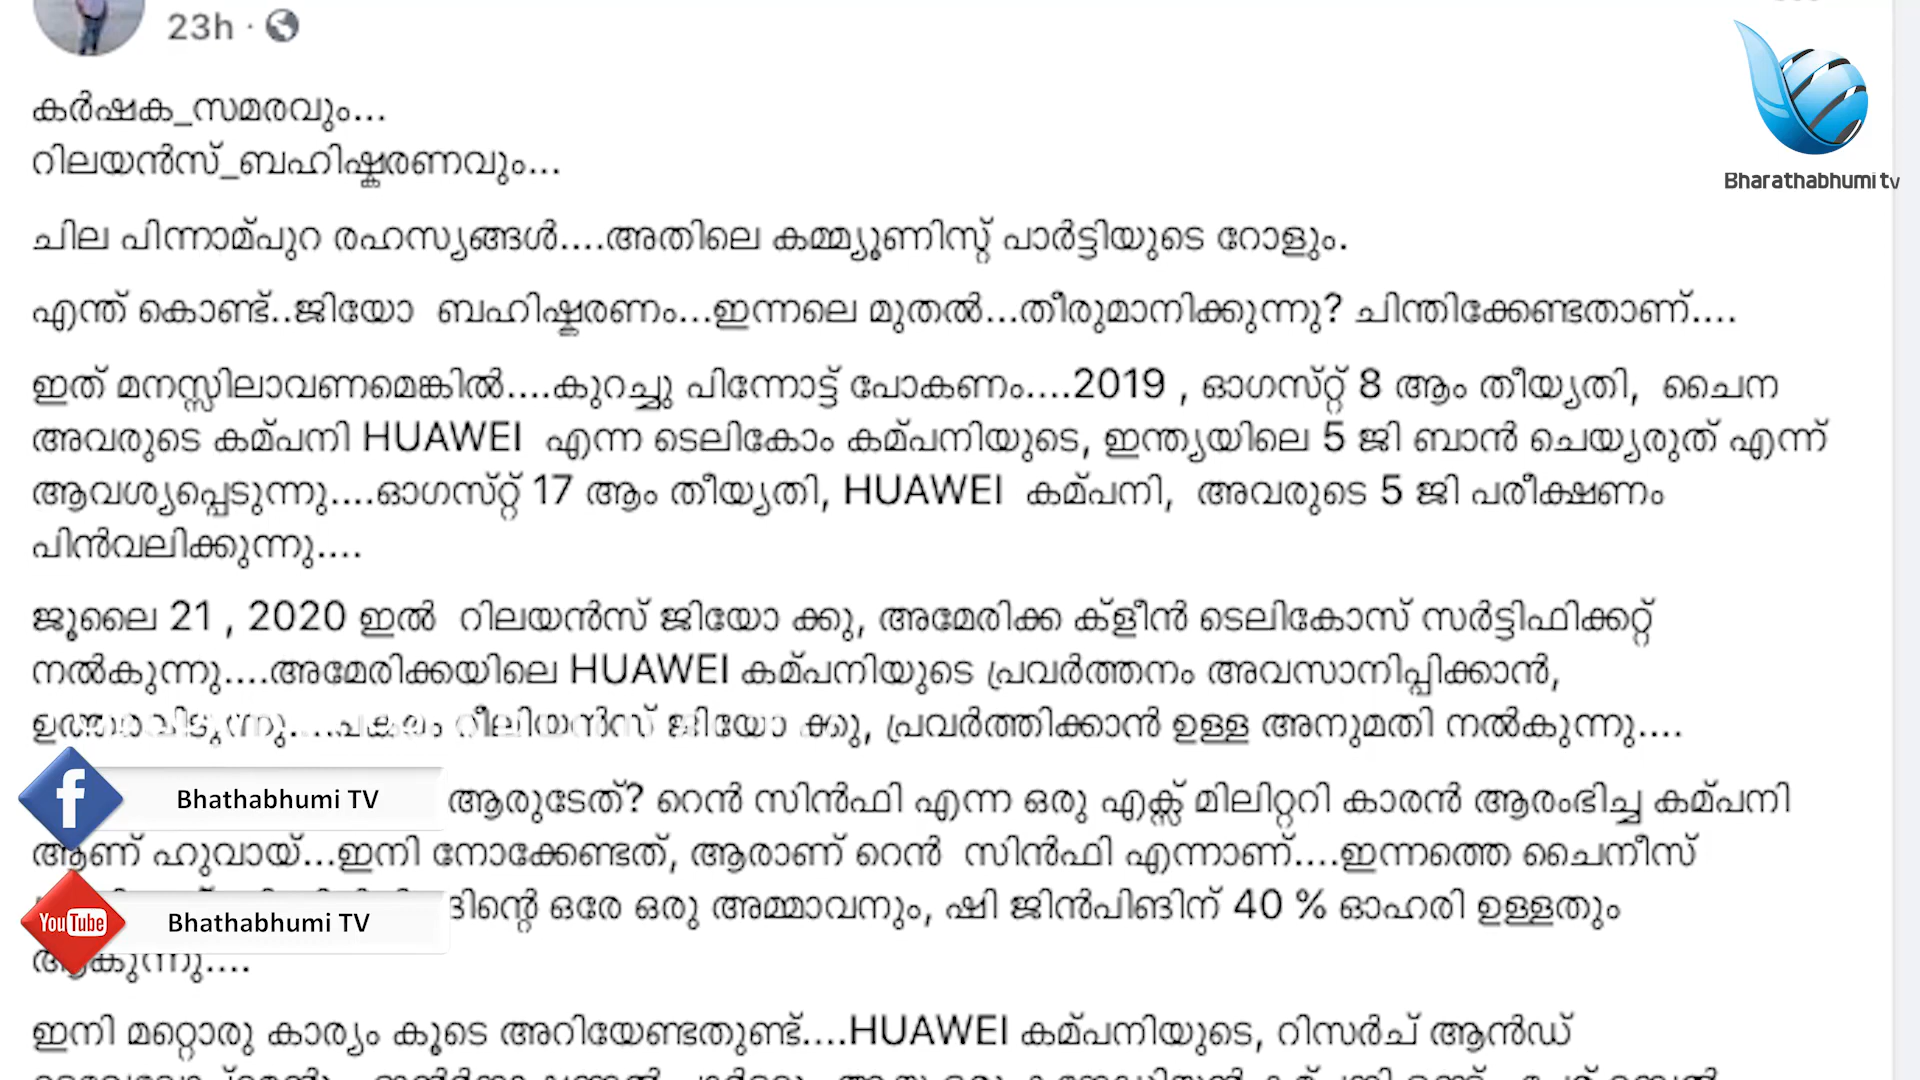 23h ·
Bharathabhumi tv
കർഷക_സമരവും...
റിലയൻസ്_ബഹിഷ്കരണവും...
ചില പിന്നാമ്പുറ രഹസ്യങ്ങൾ....അതിലെ കമ്മ്യൂണിസ്റ്റ് പാർട്ടിയുടെ റോളും.
എന്ത് കൊണ്ട്..ജിയോ ബഹിഷ്കരണം...ഇന്നലെ മുതൽ...തീരുമാനിക്കുന്നു? ചിന്തിക്കേണ്ടതാണ്....
ഇത് മനസ്സിലാവണമെങ്കിൽ....കുറച്ചു പിന്നോട്ട് പോകണം....2019 , ഓഗസ്റ്റ് 8 ആം തീയ്യതി, ചൈന
അവരുടെ കമ്പനി HUAWEI എന്ന ടെലികോം കമ്പനിയുടെ, ഇന്ത്യയിലെ 5 ജി ബാൻ ചെയ്യരുത് എന്ന്
ആവശ്യപ്പെടുന്നു....ഓഗസ്റ്റ് 17 ആം തീയ്യതി, HUAWEI കമ്പനി, അവരുടെ 5 ജി പരീക്ഷണം
പിൻവലിക്കുന്നു....
ജൂലൈ 21 , 2020 ഇൽ റിലയൻസ് ജിയോ ക്കു, അമേരിക്ക ക്ളീൻ ടെലികോസ് സർട്ടിഫിക്കറ്റ്
നൽകുന്നു....അമേരിക്കയിലെ HUAWEI കമ്പനിയുടെ പ്രവർത്തനം അവസാനിപ്പിക്കാൻ,
ജിയോ ക്കു, പ്രവർത്തിക്കാൻ ഉള്ള അനുമതി നൽകുന്നു....
Bhathabhumi TV
ആരുടേത്? റെൻ സിൻഫി എന്ന ഒരു എക്സ് മിലിറ്ററി കാരൻ ആരംഭിച്ച കമ്പനി
ആണ് ഹുവായ്...ഇനി നോക്കേണ്ടത്, ആരാണ് റെൻ സിൻഫി എന്നാണ്....ഇന്നത്തെ ചൈനീസ്
YouTube Bhathabhumi TV
ഒരേ ഒരു അമ്മാവനും, ഷി ജിൻപിങിന് 40 % ഓഹരി ഉള്ളതും
ആകുന്നു....
ഇനി മറ്റൊരു കാര്യം കൂടെ അറിയേണ്ടതുണ്ട്....HUAWEI കമ്പനിയുടെ, റിസർച് ആൻഡ്